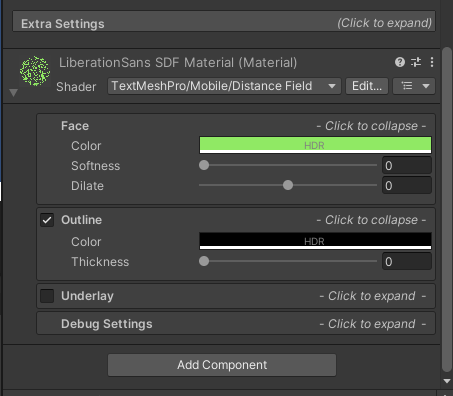 Extra Settings (Click to expand)
LiberationSans SDF Material (Material)
Shader TextMeshPro/Mobile/Distance Field Edit...
Face - Click to collapse -
Color HDR
Softness 0
Dilate 0
Outline - Click to collapse -
Color HDR
Thickness 0
Underlay - Click to expand -
Debug Settings - Click to expand -
Add Component